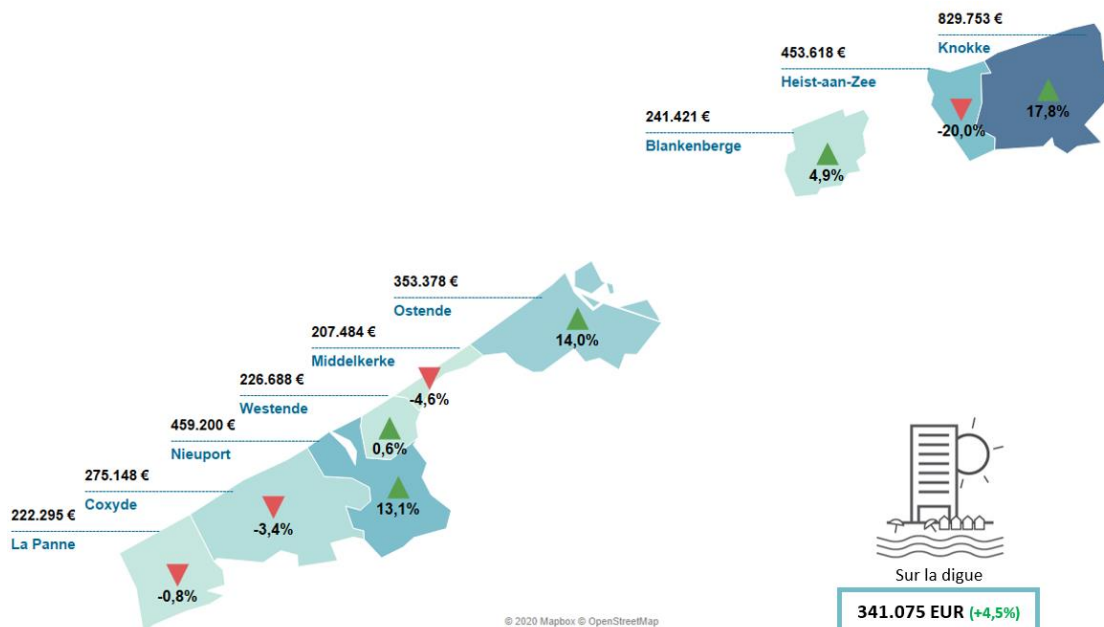 829.753 €
Knokke
17,8%
453.618 €
Heist-aan-Zee
-20,0%
241.421 €
Blankenberge
4,9%
353.378 €
Ostende
14,0%
207.484 €
Middelkerke
-4,6%
226.688 €
Westende
0,6%
459.200 €
Nieuport
13,1%
275.148 €
Coxyde
-3,4%
222.295 €
La Panne
-0,8%
Sur la digue
341.075 EUR (+4,5%)
© 2020 Mapbox © OpenStreetMap